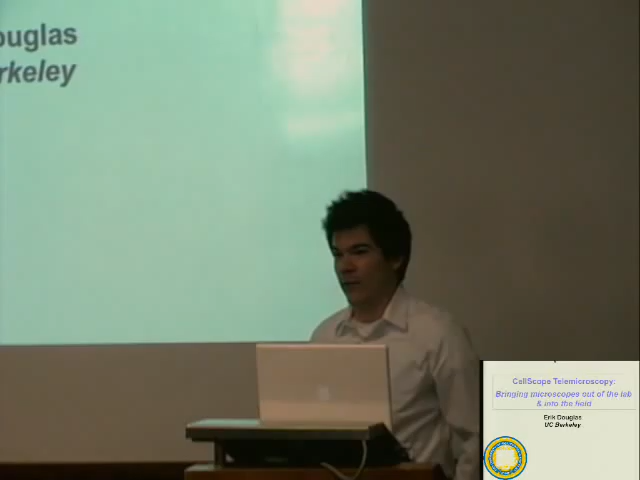 ouglas
rkeley
CellScope Telemicroscopy:
Bringing microscopes out of the lab
& into the field
Erik Douglas
UC Berkeley